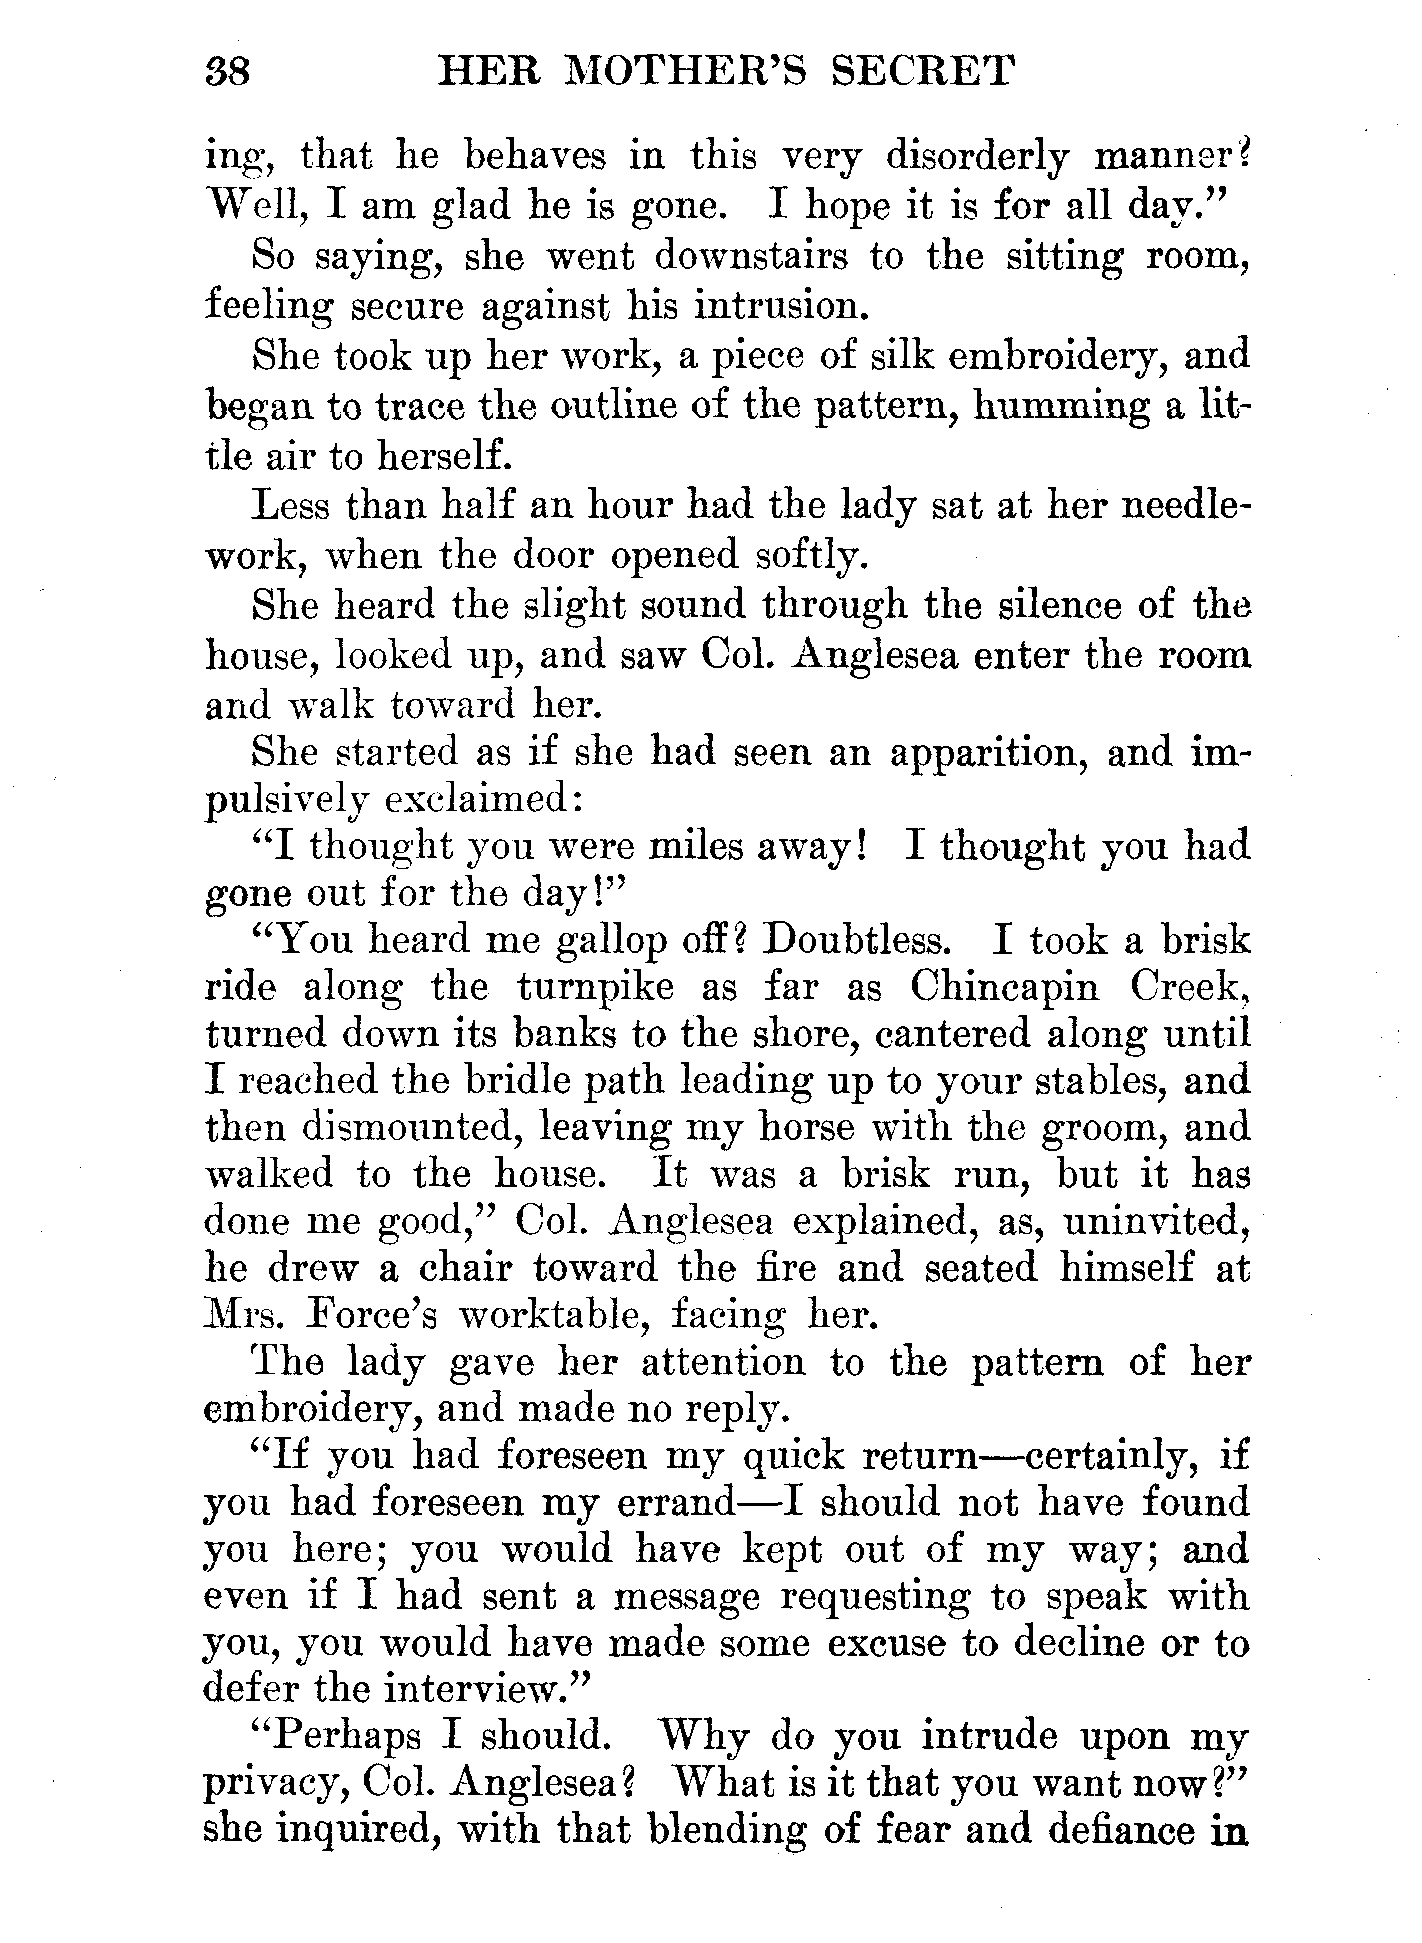 38 HER MOTHER'S SECRET
ing, that he behaves in this very disorderly manner?
Well, I am glad he is gone. I hope it is for all day.”
So saying, she went downstairs to the sitting room,
feeling secure against his intrusion.
She took up her work, a piece of silk embroidery, and
began to trace the outline of the pattern, humming a lit-
tle air to herself.
Less than half an hour had the lady sat at her needle-
work, when the door opened softly.
She heard the slight sound through the silence of the
house, looked up, and saw Col. Anglesea enter the room
and walk toward her.
She started as if she had seen an apparition, and im-
pulsively exclaimed:
“I thought you were miles away! I thought you had
gone out for the day!”
“You heard me gallop off? Doubtless. I took a brisk
ride along the turnpike as far as Chincapin Creek,
turned down its banks to the shore, cantered along until
I reached the bridle path leading up to your stables, and
then dismounted, leaving my horse with the groom, and
walked to the house. It was a brisk run, but it has
done me good,” Col. Anglesea explained, as, uninvited,
he drew a chair toward the fire and seated himself at
Mrs. Force's worktable, facing her.
The lady gave her attention to the pattern of her
embroidery, and made no reply.
“If you had foreseen my quick return—certainly, if
you had foreseen my errand—I should not have found
you here; you would have kept out of my way; and
even if I had sent a message requesting to speak with
you, you would have made some excuse to decline or to
defer the interview.”
“Perhaps I should. Why do you intrude upon my
privacy, Col. Anglesea? What is it that you want now?”
she inquired, with that blending of fear and defiance in